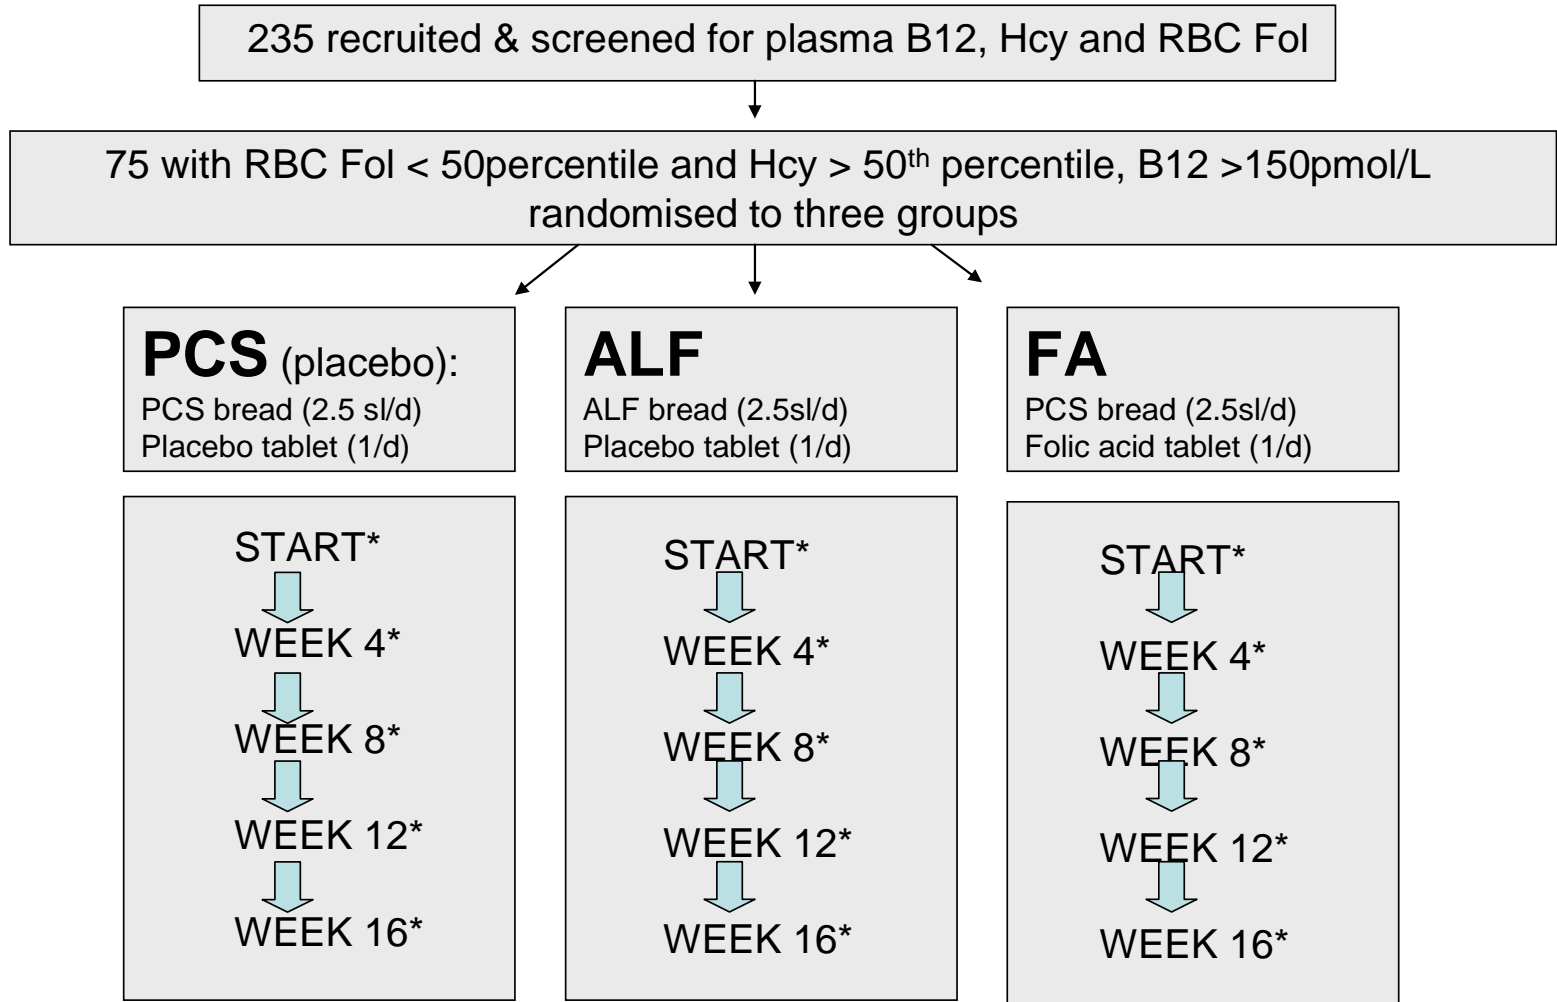 235 recruited & screened for plasma B12, Hcy and RBC Fol
75 with RBC Fol < 50percentile and Hcy > 50th percentile, B12 >150pmol/L
randomised to three groups
PCS (placebo):
PCS bread (2.5 sl/d)
Placebo tablet (1/d)
ALF
ALF bread (2.5sl/d)
Placebo tablet (1/d)
FA
PCS bread (2.5sl/d)
Folic acid tablet (1/d)
START*
WEEK 4*
WEEK 8*
WEEK 12*
WEEK 16*
START*
WEEK 4*
WEEK 8*
WEEK 12*
WEEK 16*
START*
WEEK 4*
WEEK 8*
WEEK 12*
WEEK 16*